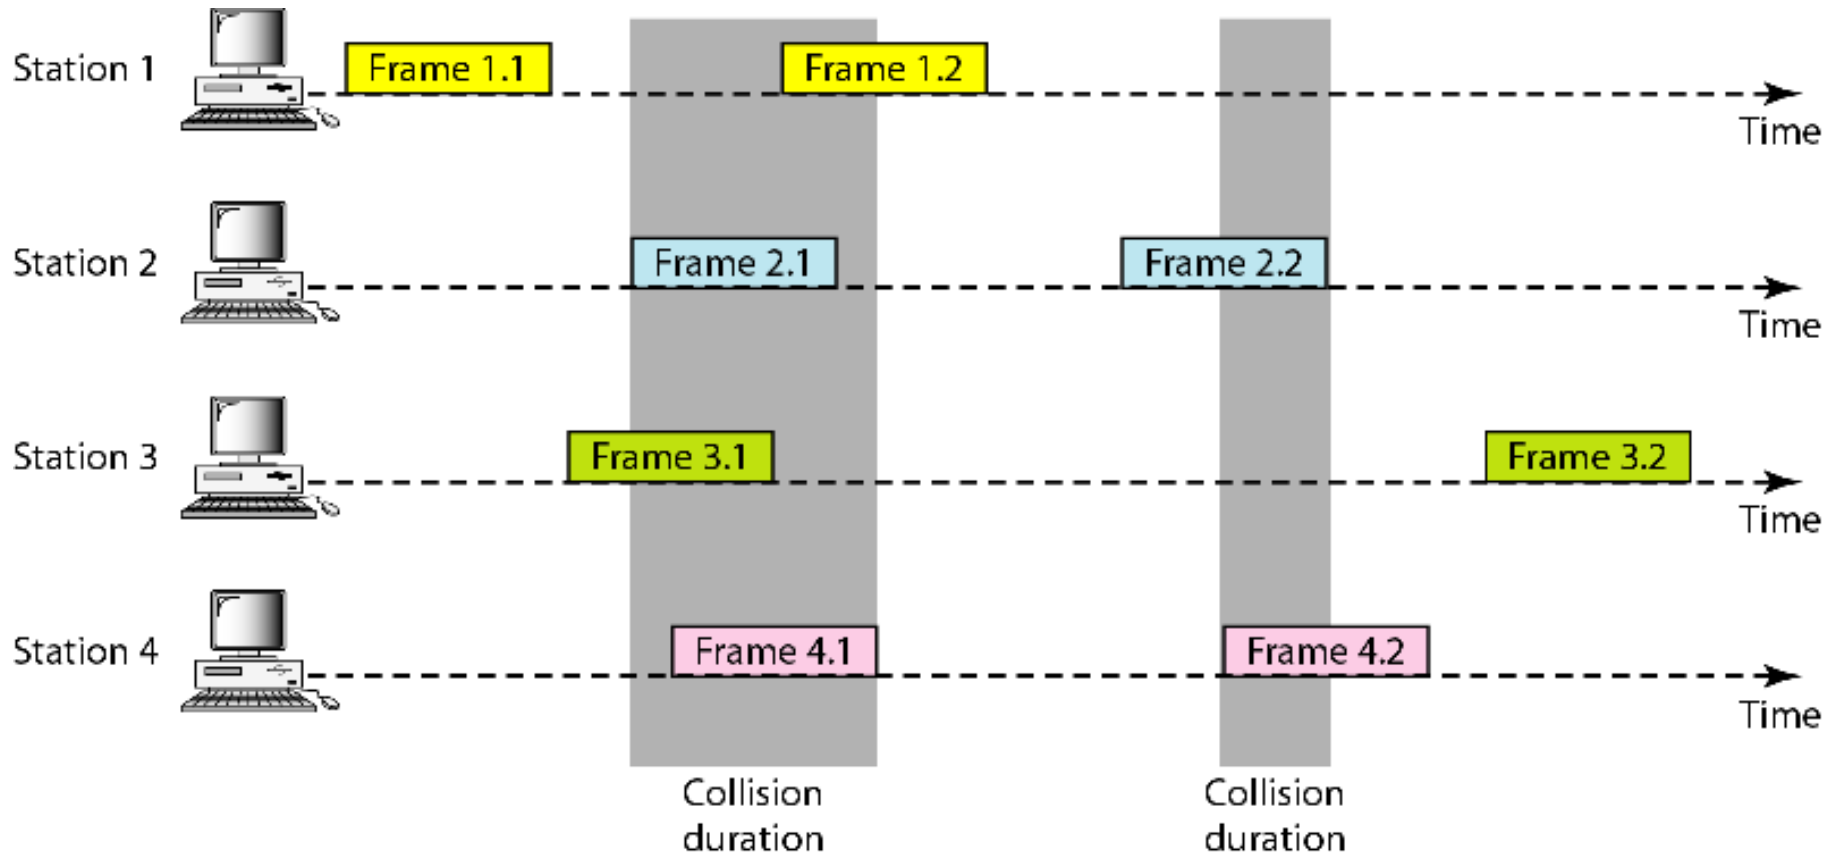 Station 1
Frame 1.1
Frame 1.2
Time
Station 2
Frame 2.1
Frame 2.2
Time
Station 3
Frame 3.1
Frame 3.2
Time
Station 4
Frame 4.1
Frame 4.2
Time
Collision
duration
Collision
duration